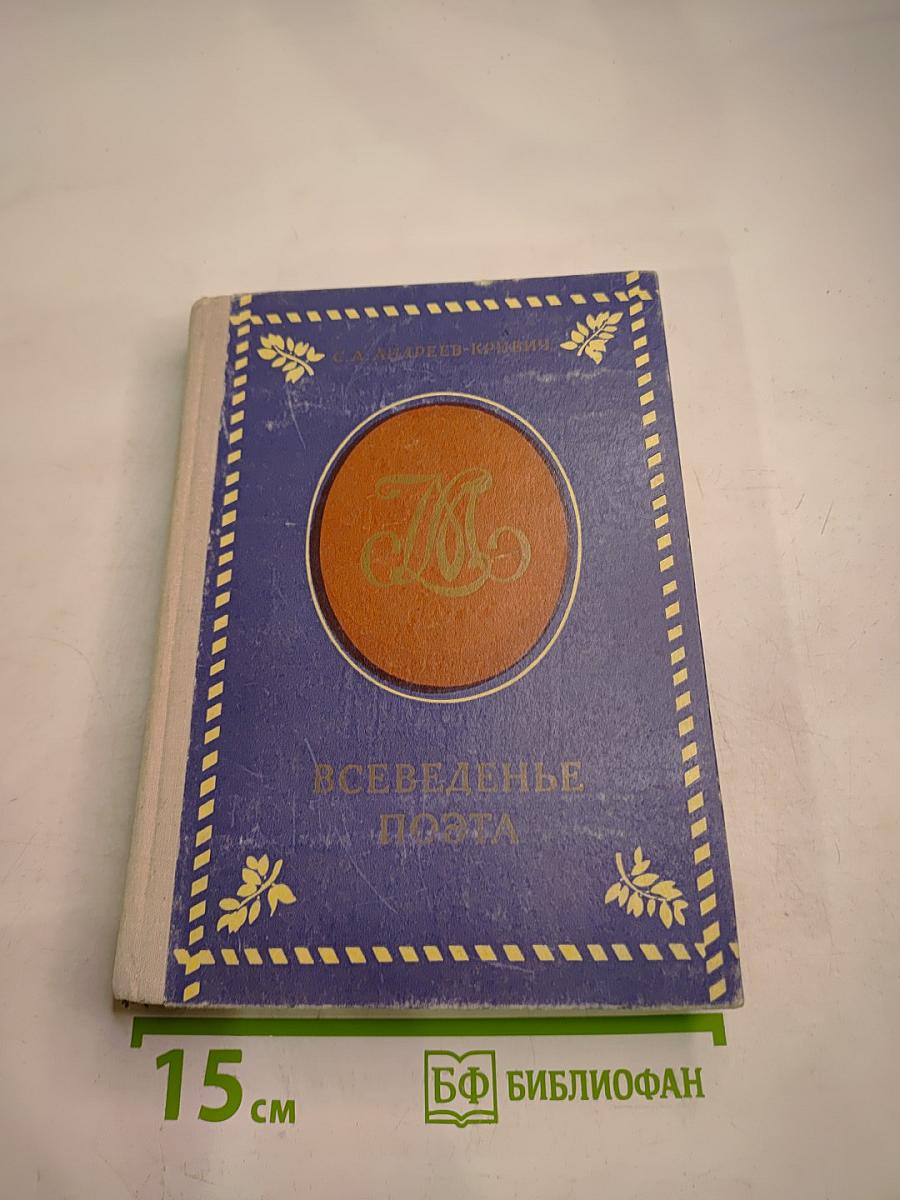 С. А. АНДРЕЕВ-КРИВИЧ
ВСЕВЕДЕНЬЕ
ПОЭТА
15 см
БФ БИБЛИОФАН